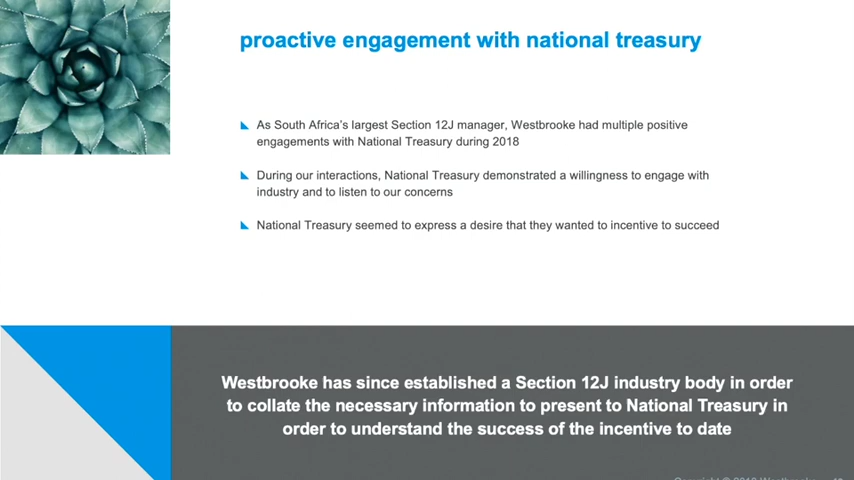 proactive engagement with national treasury
As South Africa's largest Section 12J manager, Westbrooke had multiple positive
engagements with National Treasury during 2018
During our interactions, National Treasury demonstrated a willingness to engage with
industry and to listen to our concerns
National Treasury seemed to express a desire that they wanted to incentive to succeed
Westbrooke has since established a Section 12J industry body in order
to collate the necessary information to present to National Treasury in
order to understand the success of the incentive to date